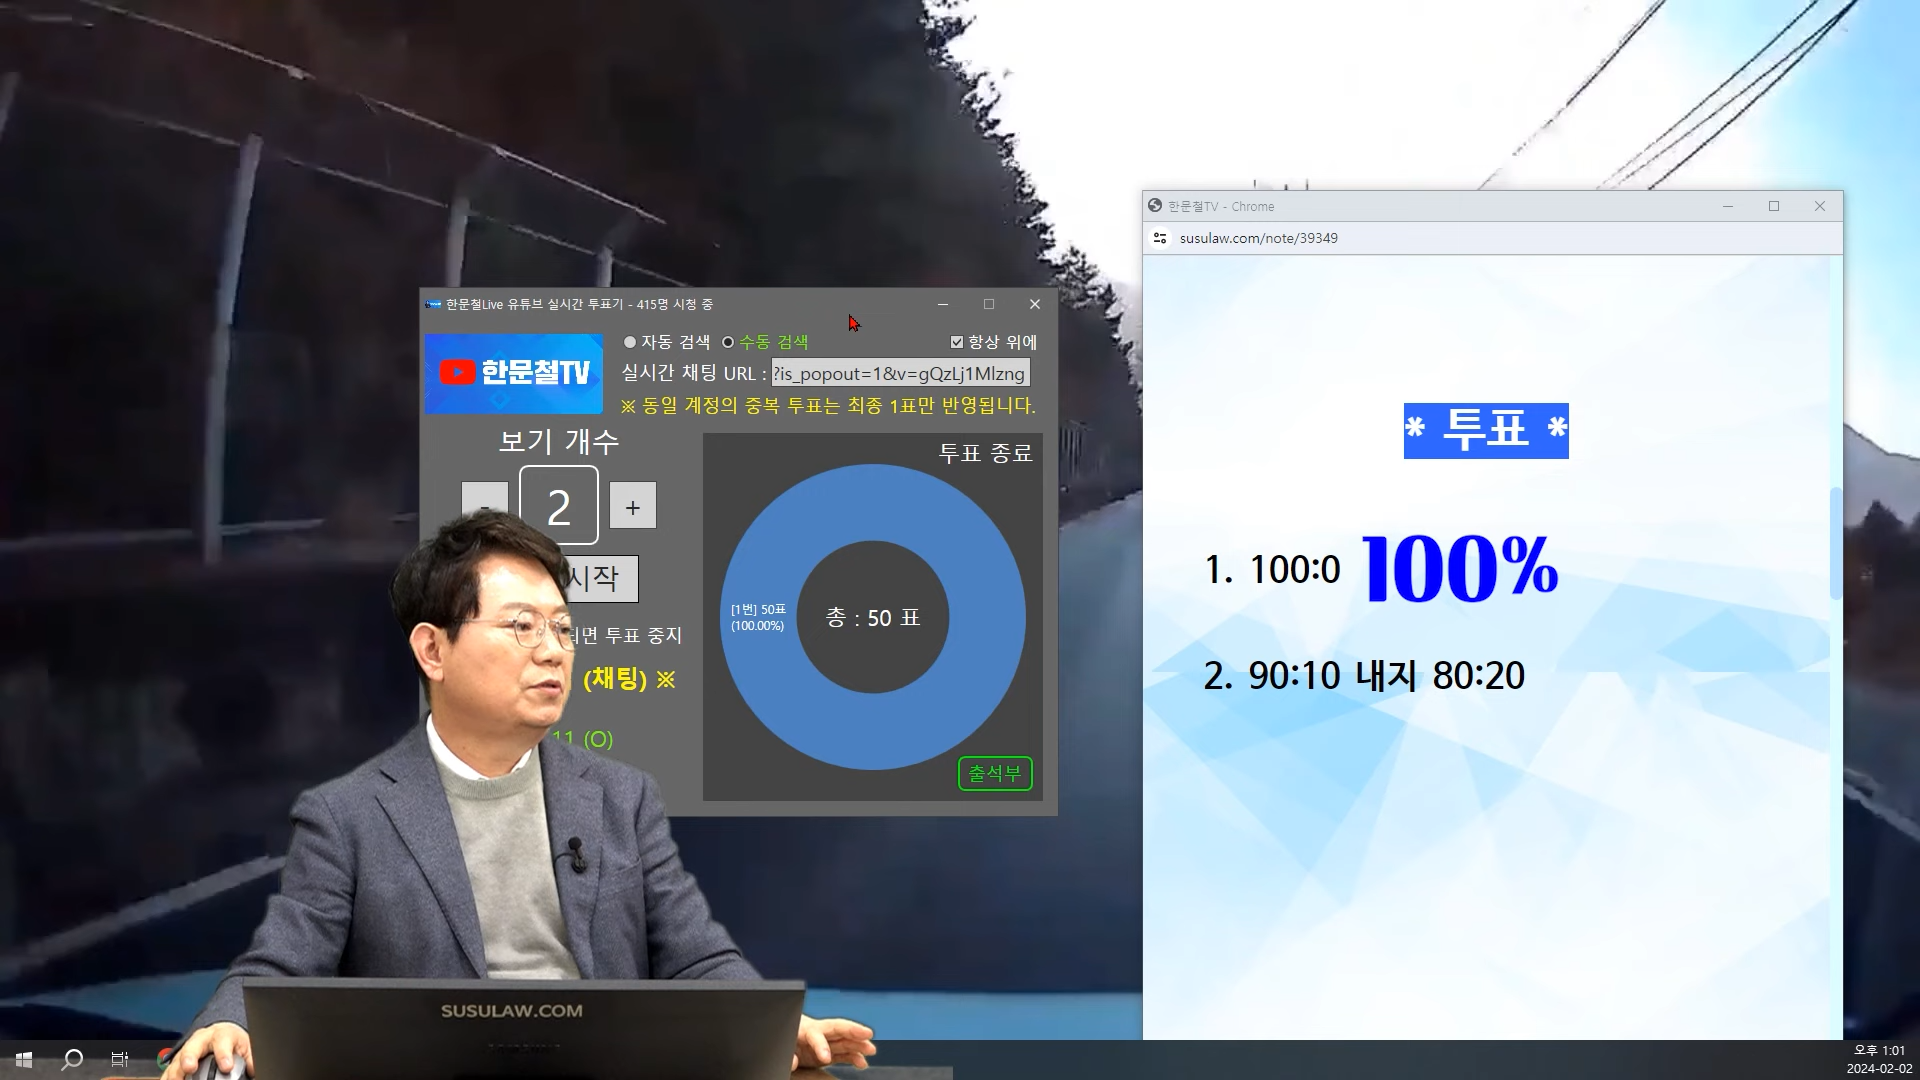 한문철Live 유튜브 실시간 투표기 - 415명 시청 중
한문철TV
자동 검색 수동 검색 항상 위에
실시간 채팅 URL : ?is_popout=1&v=gQzLj1Mlzng
※ 동일 계정의 중복 투표는 최종 1표만 반영됩니다.
보기 개수
- 2 +
시작
되면 투표 중지
(채팅) ※
11 (O)
투표 종료
[1번] 50표
(100.00%)
총 : 50 표
출석부
한문철TV - Chrome
susulaw.com/note/39349
* 투표 *
1. 100:0 100%
2. 90:10 내지 80:20
SUSULAW.COM
오후 1:01
2024-02-02